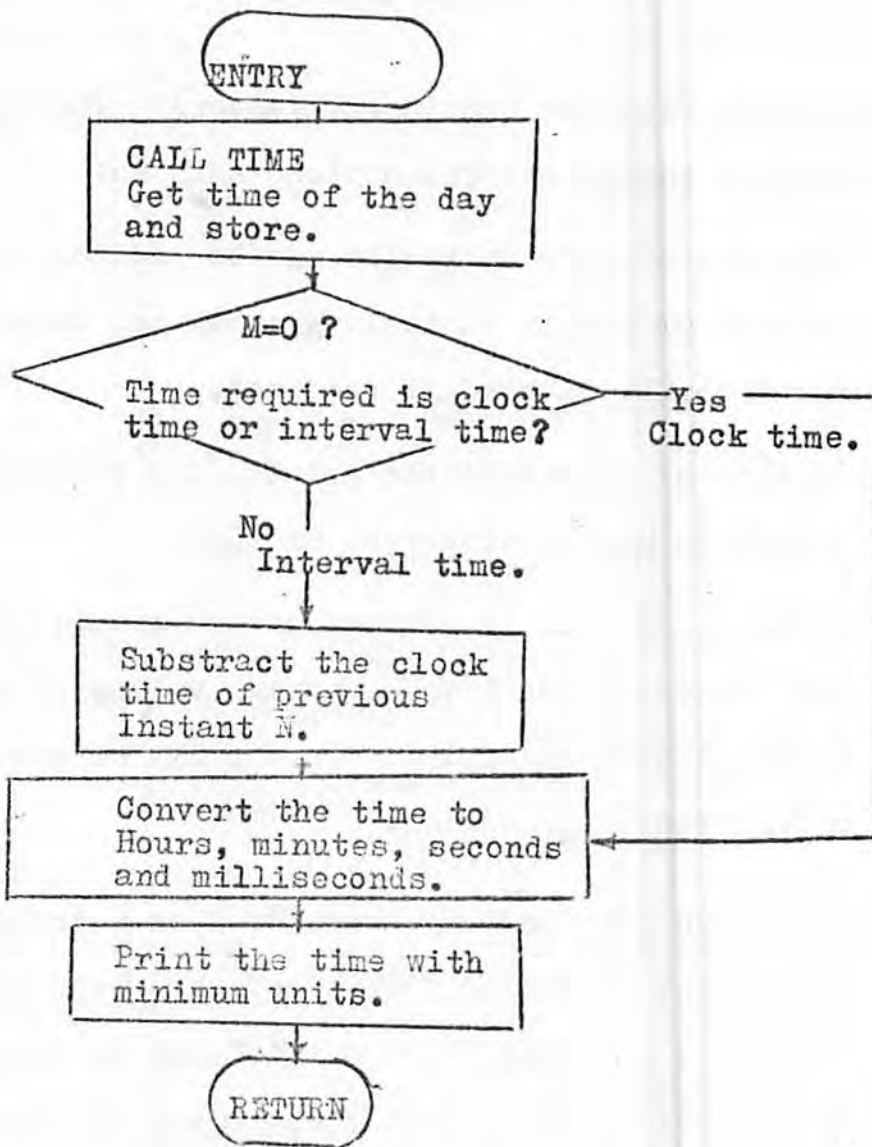 ENTRY
CALL TIME
Get time of the day
and store.
M=0 ?
Time required is clock
time or interval time?
Yes
Clock time.
No
Interval time.
Substract the clock
time of previous
Instant N.
Convert the time to
Hours, minutes, seconds
and milliseconds.
Print the time with
minimum units.
RETURN